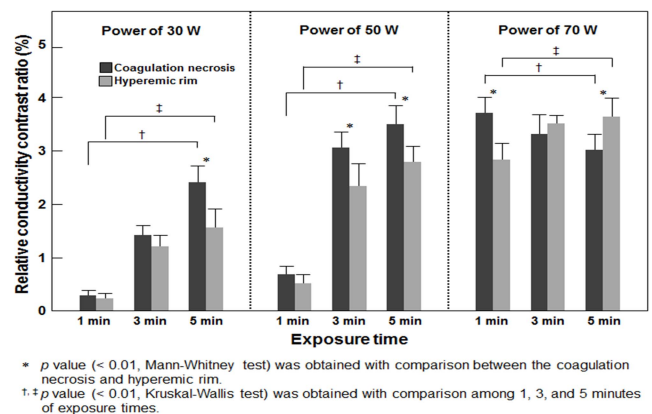 Power of 30 W
Power of 50 W
Power of 70 W
Relative conductivity contrast ratio (%)
5
4
3
2
1
0
Coagulation necrosis
Hyperemic rim
‡
†
*
‡
†
*
*
‡
†
*
*
1 min 3 min 5 min
1 min 3 min 5 min
1 min 3 min 5 min
Exposure time
* p value (< 0.01, Mann-Whitney test) was obtained with comparison between the coagulation
necrosis and hyperemic rim.
†, ‡ p value (< 0.01, Kruskal-Wallis test) was obtained with comparison among 1, 3, and 5 minutes
of exposure times.